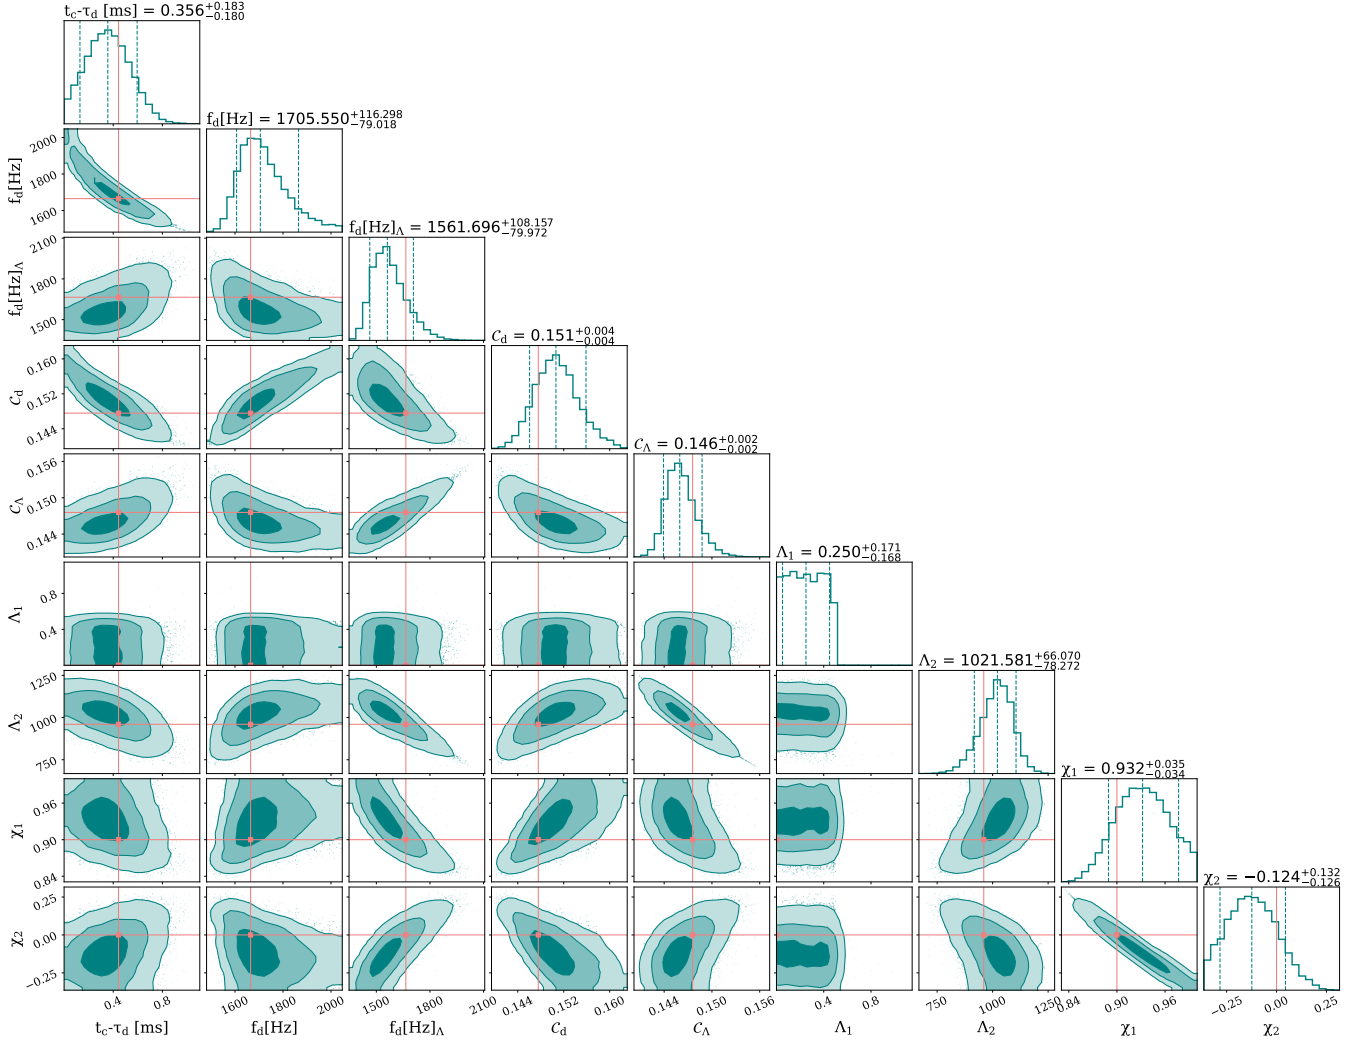 t_c-τ_d [ms] = 0.356^{+0.183}_{−0.180}
f_d[Hz] = 1705.550^{+116.298}_{−79.018}
2000
1800
1600
f_d[Hz]
f_d[Hz]_Λ = 1561.696^{+108.157}_{−79.972}
2100
1800
1500
f_d[Hz]_Λ
C_d = 0.151^{+0.004}_{−0.004}
0.160
0.152
0.144
C_d
C_Λ = 0.146^{+0.002}_{−0.002}
0.156
0.150
0.144
C_Λ
Λ_1 = 0.250^{+0.171}_{−0.168}
0.8
0.4
Λ_1
Λ_2 = 1021.581^{+66.070}_{−78.272}
1250
1000
750
Λ_2
χ_1 = 0.932^{+0.035}_{−0.034}
0.96
0.90
0.84
χ_1
χ_2 = −0.124^{+0.132}_{−0.126}
0.25
0.00
−0.25
χ_2
0.4 0.8 1600 1800 2000 1500 1800 2100 0.144 0.152 0.160 0.144 0.150 0.156 0.4 0.8 750 1000 1250 0.84 0.90 0.96 −0.25 0.00 0.25
t_c-τ_d [ms] f_d[Hz] f_d[Hz]_Λ C_d C_Λ Λ_1 Λ_2 χ_1 χ_2